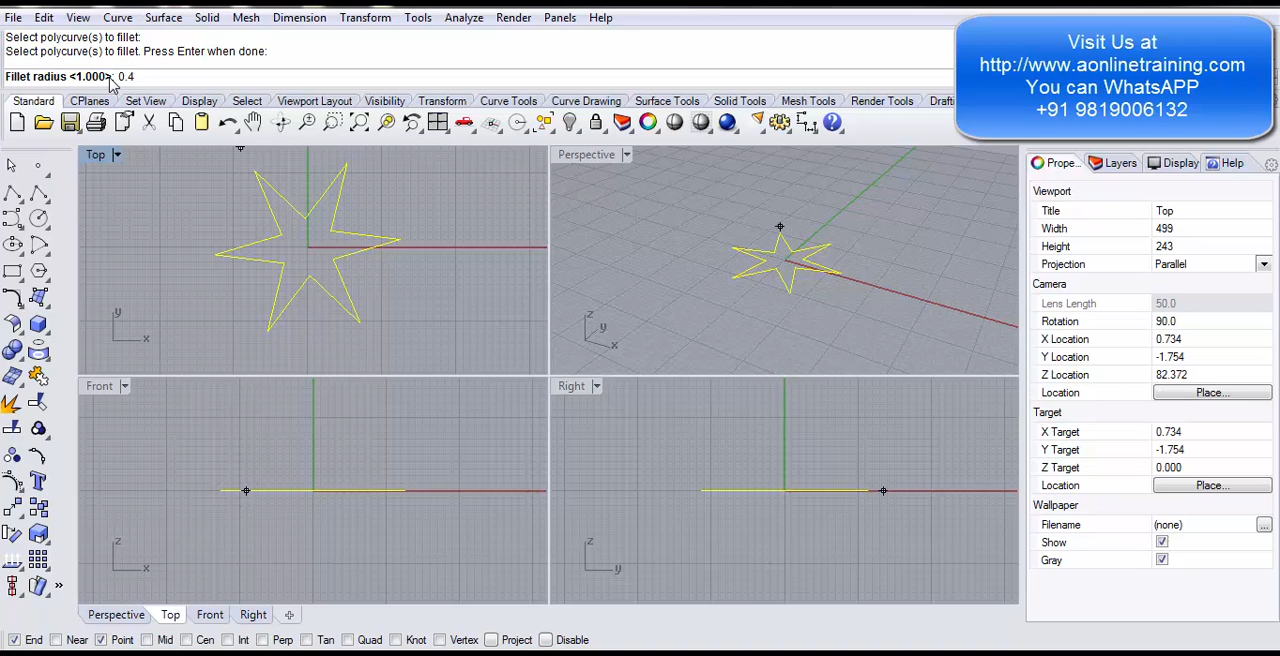 File Edit View Curve Surface Solid Mesh Dimension Transform Tools Analyze Render Panels Help
Select polycurve(s) to fillet:
Select polycurve(s) to fillet. Press Enter when done:
Fillet radius <1.000>: 0.4
Visit Us at
http://www.aonlinetraining.com
You can WhatsAPP
+91 9819006132
Standard CPlanes Set View Display Select Viewport Layout Visibility Transform Curve Tools Curve Drawing Surface Tools Solid Tools Mesh Tools Render Tools Drafti
Top
Perspective
Prope... Layers Display Help
Viewport
Title Top
Width 499
Height 243
Projection Parallel
Camera
Lens Length 50.0
Rotation 90.0
X Location 0.734
Y Location -1.754
Z Location 82.372
Location Place...
Target
X Target 0.734
Y Target -1.754
Z Target 0.000
Location Place...
Wallpaper
Filename (none) ...
Show
Gray
y
x
z
y
x
Front
Right
z
x
z
y
Perspective Top Front Right
End Near Point Mid Cen Int Perp Tan Quad Knot Vertex Project Disable